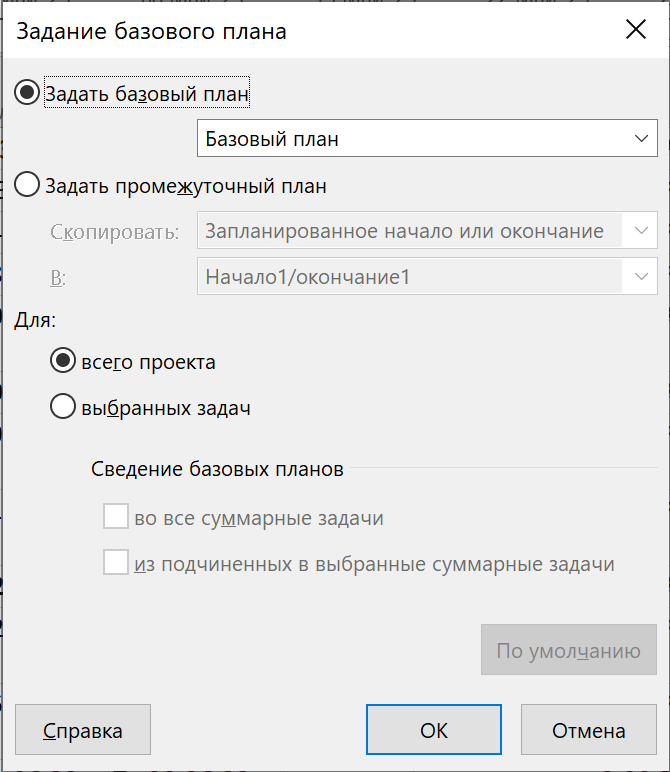 Задание базового плана
Задать базовый план
Базовый план
Задать промежуточный план
Скопировать: Запланированное начало или окончание
В: Начало1/окончание1
Для:
всего проекта
выбранных задач
Сведение базовых планов
во все суммарные задачи
из подчиненных в выбранные суммарные задачи
По умолчанию
Справка ОК Отмена